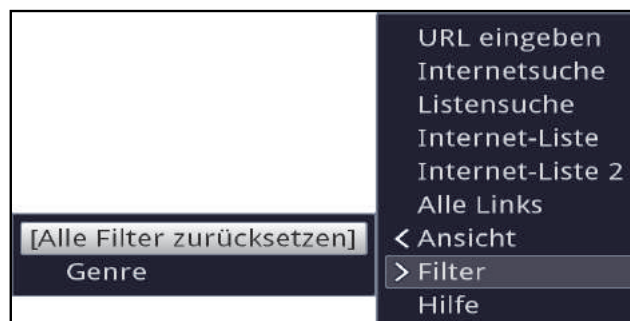 URL eingeben
Internetsuche
Listensuche
Internet-Liste
Internet-Liste 2
Alle Links
< Ansicht
> Filter
Hilfe
[Alle Filter zurücksetzen]
Genre